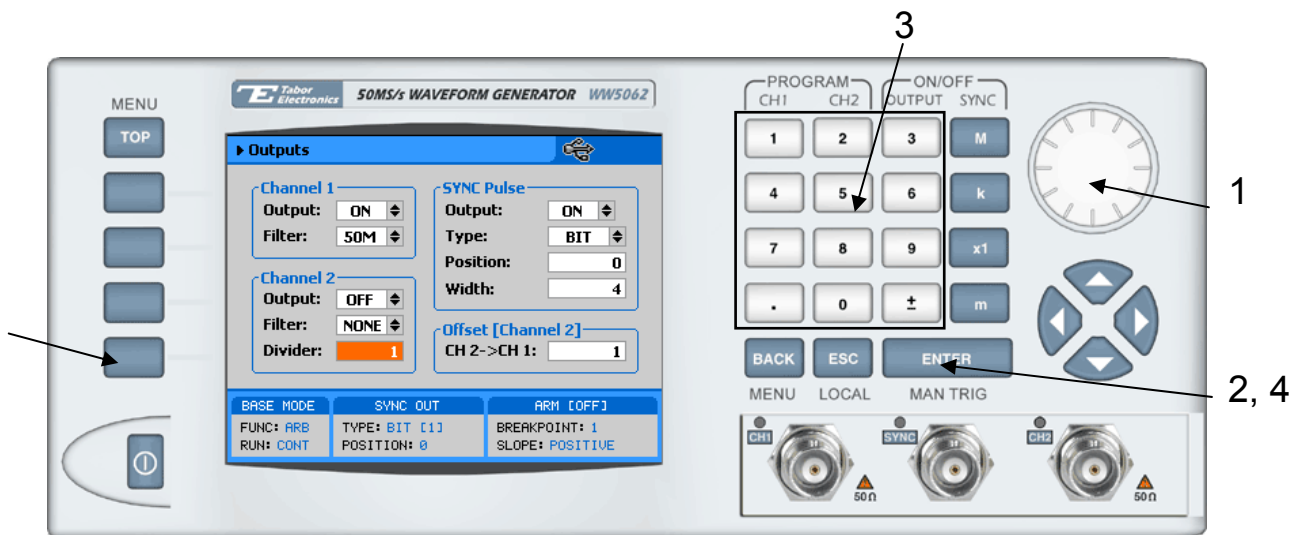 3
PROGRAM
CH1 CH2
ON/OFF
OUTPUT SYNC
MENU
TOP
Tabor Electronics
50MS/s WAVEFORM GENERATOR WW5062
Outputs
Channel 1
Output: ON
Filter: 50M
Channel 2
Output: OFF
Filter: NONE
Divider: 1
SYNC Pulse
Output: ON
Type: BIT
Position: 0
Width: 4
Offset [Channel 2]
CH 2->CH 1: 1
BASE MODE
FUNC: ARB
RUN: CONT
SYNC OUT
TYPE: BIT [1]
POSITION: 0
ARM [OFF]
BREAKPOINT: 1
SLOPE: POSITIVE
1 2 3 M
4 5 6 k
7 8 9 x1
. 0 ± m
BACK ESC ENTER
MENU LOCAL MAN TRIG
1
2, 4
CH1
50Ω
SYNC
CH2
50Ω